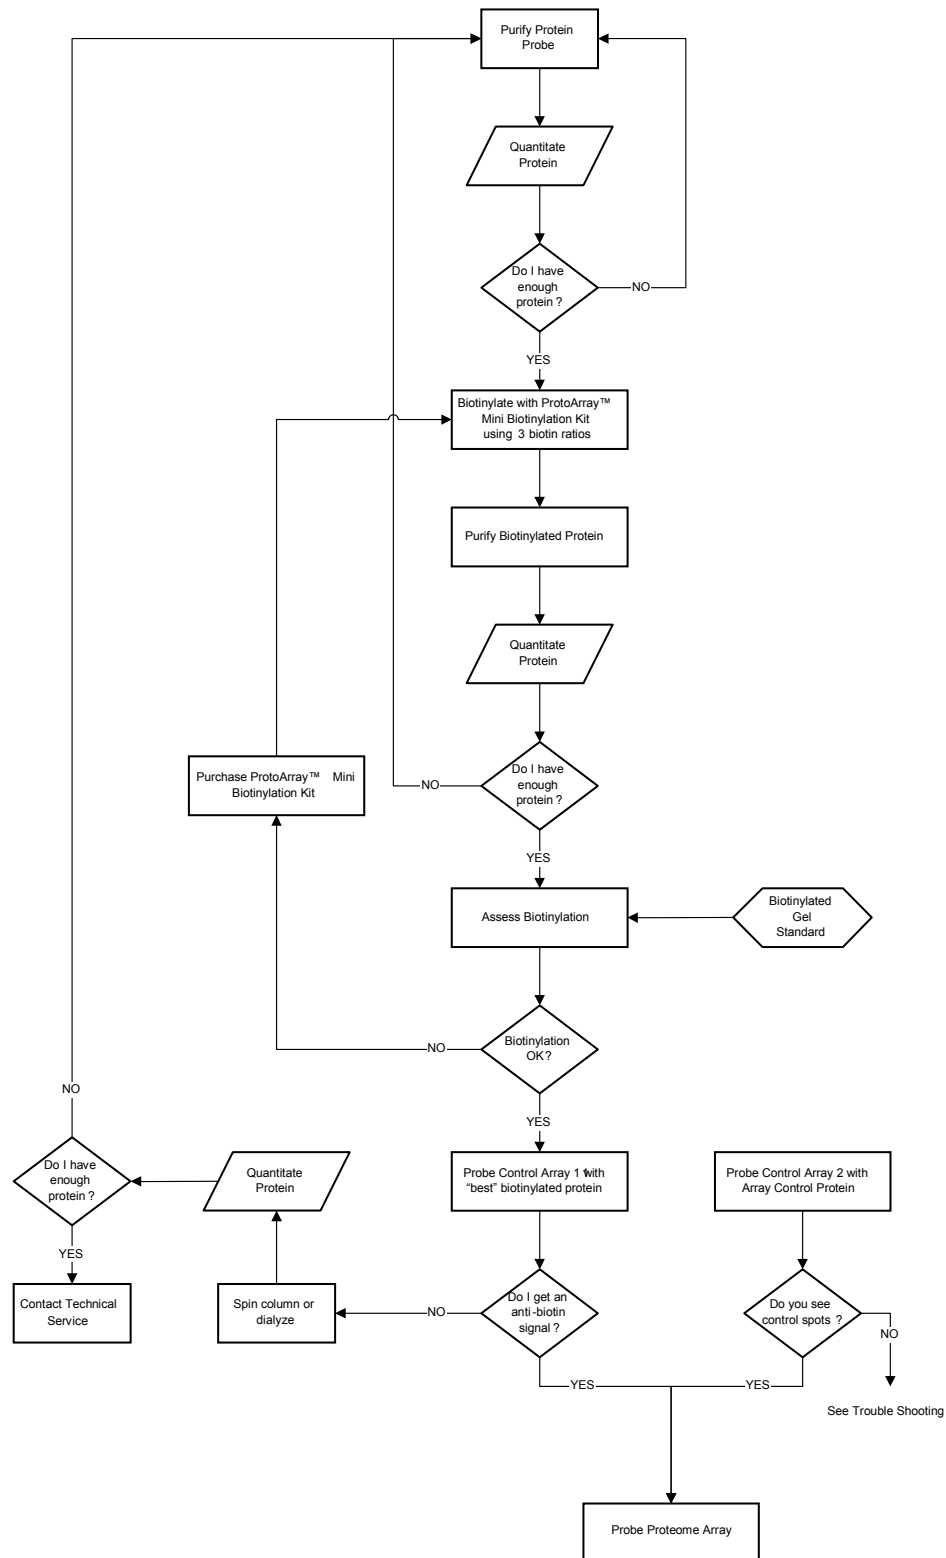 Purify Protein
Probe
Quantitate
Protein
Do I have
enough
protein ?
NO
YES
Biotinylate with ProtoArray™
Mini Biotinylation Kit
using 3 biotin ratios
Purify Biotinylated Protein
Quantitate
Protein
Purchase ProtoArray™ Mini
Biotinylation Kit
NO
Do I have
enough
protein ?
YES
Assess Biotinylation
Biotinylated
Gel
Standard
NO
Biotinylation
OK?
YES
NO
Do I have
enough
protein ?
YES
Quantitate
Protein
Probe Control Array 1 with
“best” biotinylated protein
Probe Control Array 2 with
Array Control Protein
Contact Technical
Service
Spin column or
dialyze
NO
Do I get an
anti-biotin
signal ?
Do you see
control spots ?
NO
YES
YES
See Trouble Shooting
Probe Proteome Array